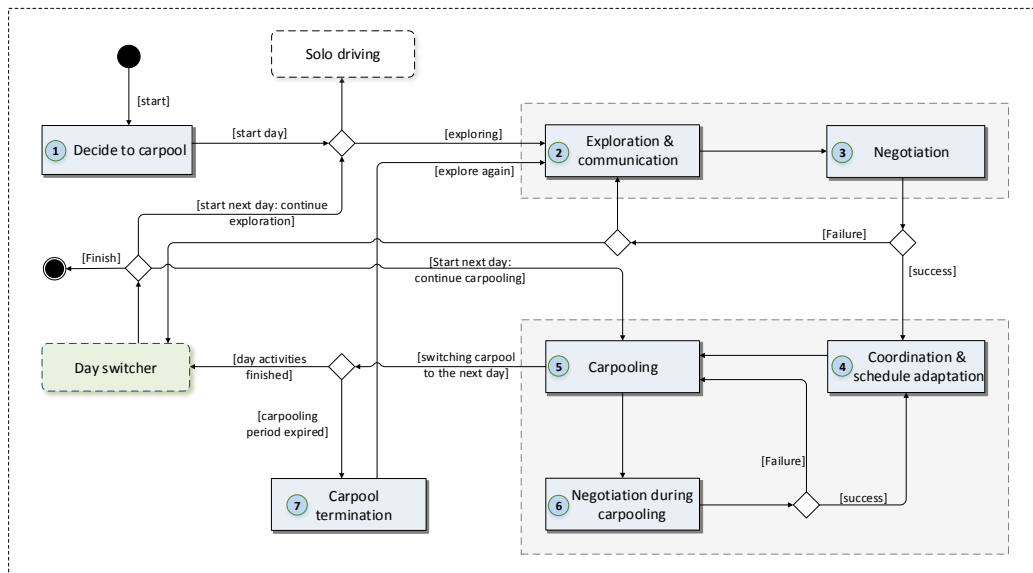 Solo driving
[start]
[start day]
1 Decide to carpool
[exploring]
[explore again]
2 Exploration &
communication
3 Negotiation
[start next day: continue
exploration]
[Finish]
[Failure]
[Start next day:
continue carpooling]
[success]
Day switcher
[day activities
finished]
[switching carpool
to the next day]
5 Carpooling
4 Coordination &
schedule adaptation
[carpooling
period expired]
[Failure]
7 Carpool
termination
6 Negotiation during
carpooling
[success]